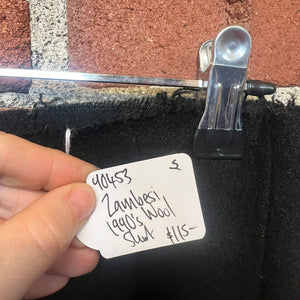 40453 S
Zambesi
1990's Wool
Skirt $115-